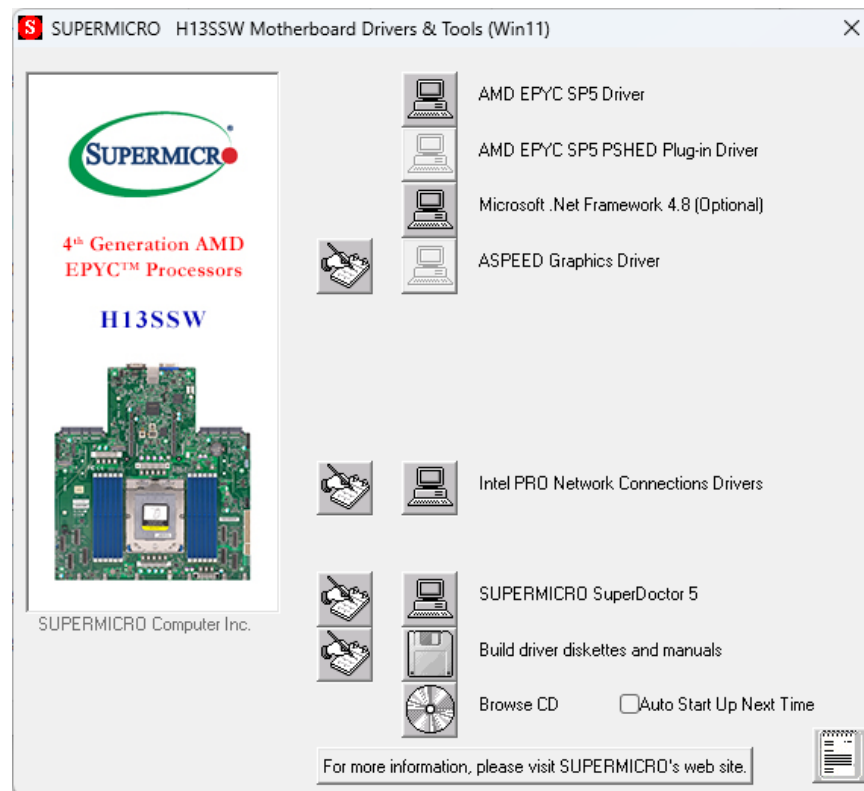 S SUPERMICRO H13SSW Motherboard Drivers & Tools (Win11)
SUPERMICR
4th Generation AMD
EPYC™ Processors
H13SSW
SUPERMICRO Computer Inc.
AMD EPYC SP5 Driver
AMD EPYC SP5 PSHED Plug-in Driver
Microsoft .Net Framework 4.8 (Optional)
ASPEED Graphics Driver
Intel PRO Network Connections Drivers
SUPERMICRO SuperDoctor 5
Build driver diskettes and manuals
Browse CD Auto Start Up Next Time
For more information, please visit SUPERMICRO's web site.